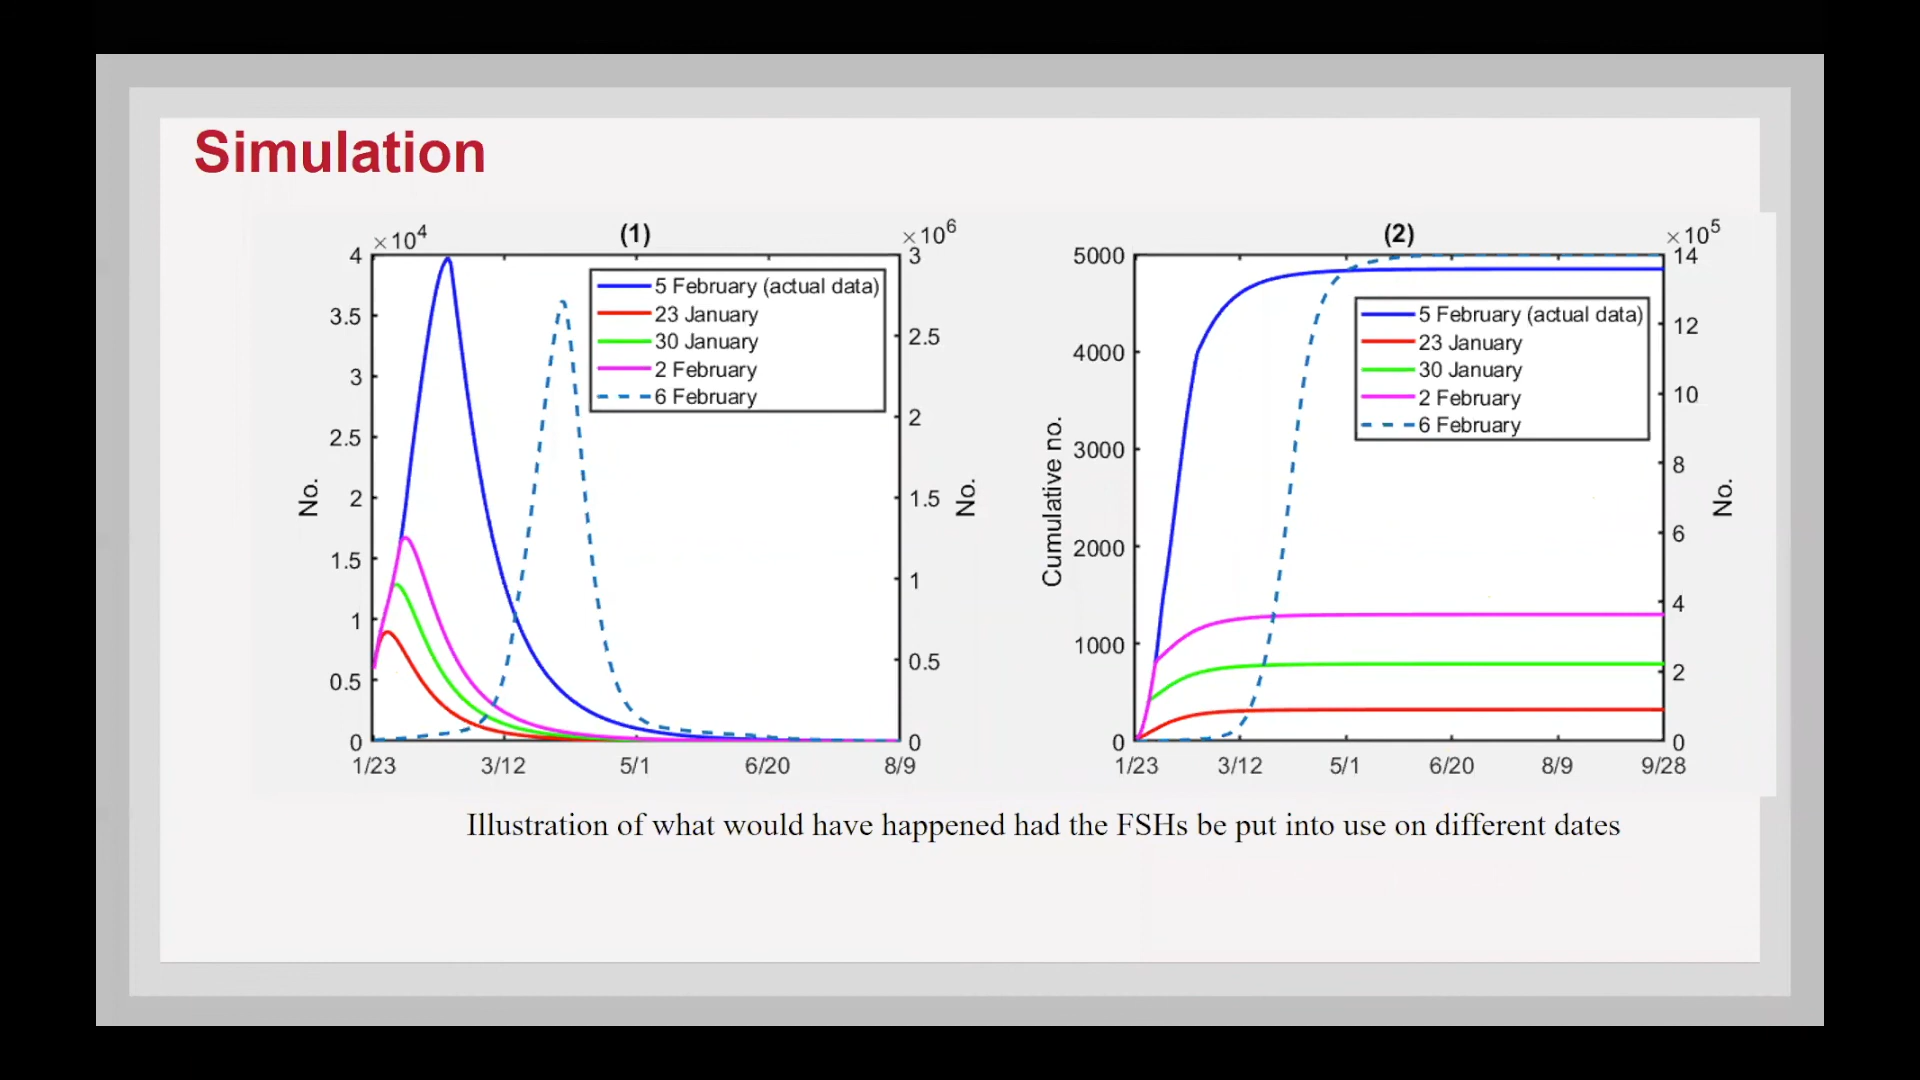 Simulation
(1)
×10^4
×10^6
4
3.5
3
2.5
2
1.5
1
0.5
0
No.
5 February (actual data)
23 January
30 January
2 February
6 February
3
2.5
2
1.5
1
0.5
0
No.
1/23
3/12
5/1
6/20
8/9
(2)
×10^5
5000
4000
3000
2000
1000
0
Cumulative no.
5 February (actual data)
23 January
30 January
2 February
6 February
14
12
10
8
6
4
2
0
No.
1/23
3/12
5/1
6/20
8/9
9/28
Illustration of what would have happened had the FSHs be put into use on different dates